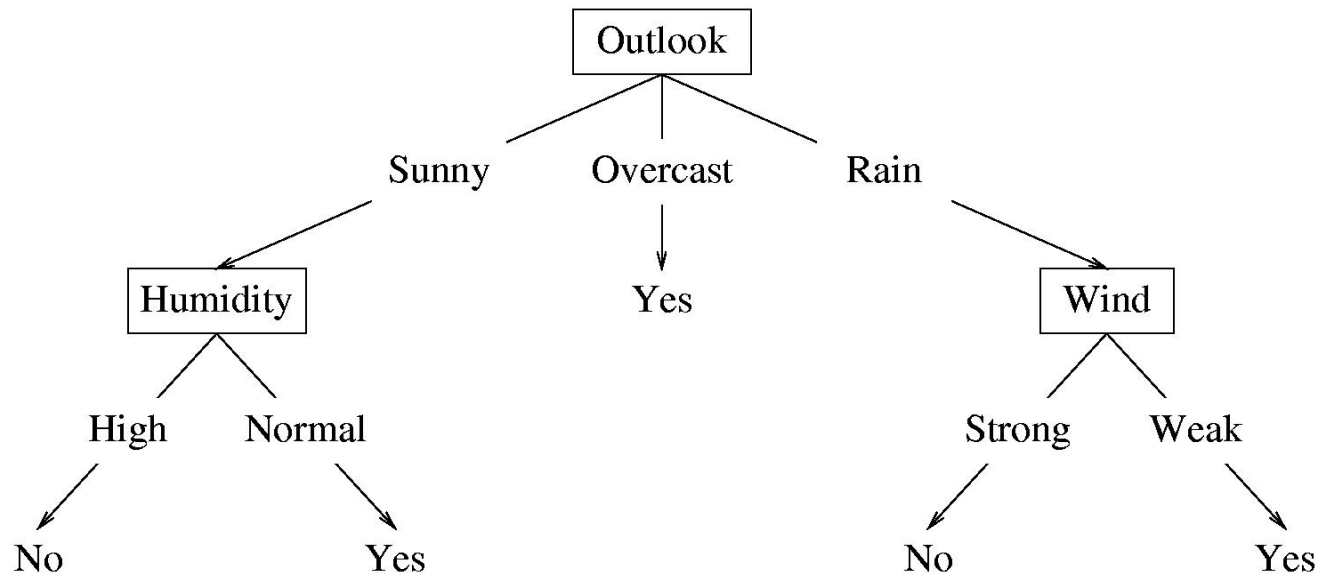 Outlook
Sunny Overcast Rain
Humidity Yes Wind
High Normal Strong Weak
No Yes No Yes